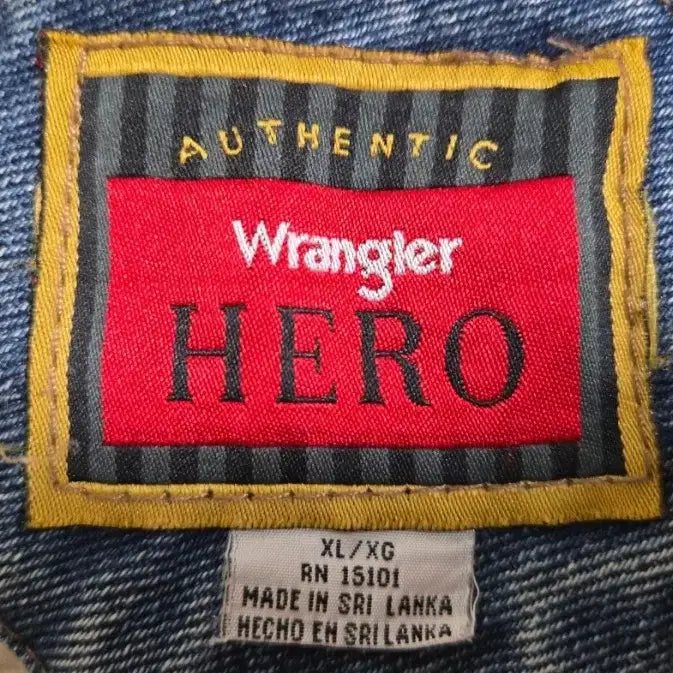 AUTHENTIC
Wrangler
HERO
XL/XG
RN 15101
MADE IN SRI LANKA
HECHO EN SRI LANKA